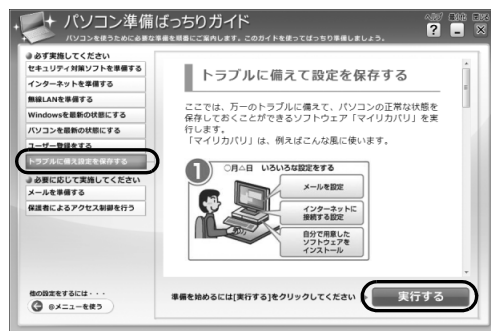 パソコン準備ばっちりガイド
パソコンを使うために必要な準備を順番にご案内します。このガイドを使ってばっちり準備しましょう。
必ず実施してください
セキュリティ対策ソフトを準備する
インターネットを準備する
無線LANを準備する
Windowsを最新の状態にする
パソコンを最新の状態にする
ユーザー登録をする
トラブルに備え設定を保存する
必要に応じて実施してください
メールを準備する
保護者によるアクセス制御を行う
他の設定をするには・・・
@メニューを使う
トラブルに備えて設定を保存する
ここでは、万一のトラブルに備えて、パソコンの正常な状態を
保存しておくことができるソフトウェア「マイリカバリ」を実
行します。
「マイリカバリ」は、例えばこんな風に使います。
1 ○月△日 いろいろな設定をする
メールを設定
インターネットに
接続する設定
自分で用意した
ソフトウェアを
インストール
準備を始めるには[実行する]をクリックしてください
実行する